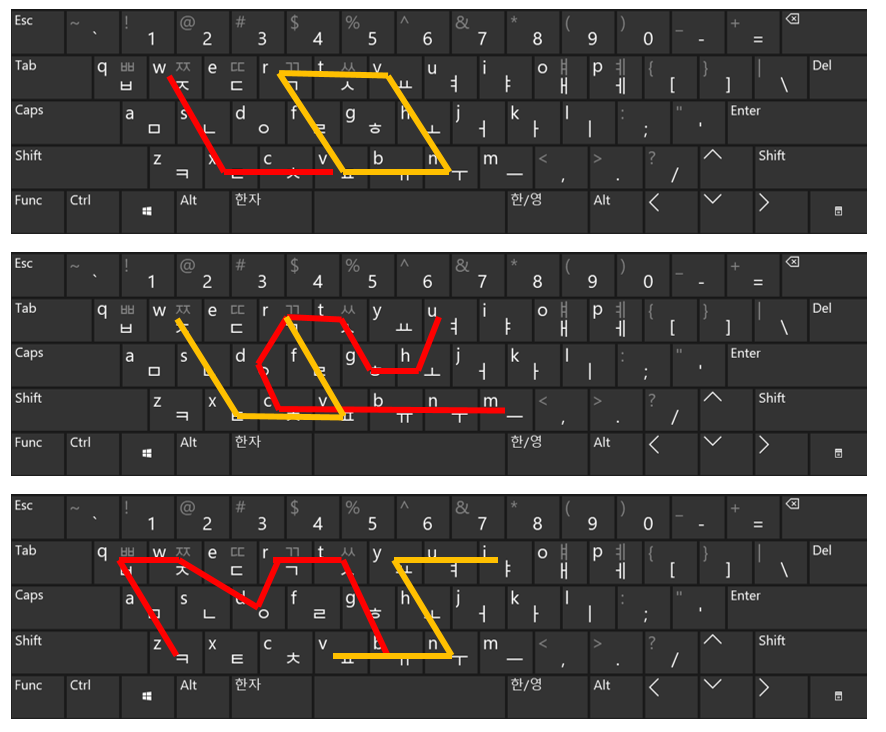 Esc ~ ` ! 1 @ 2 # 3 $ 4 % 5 ^ 6 & 7 * 8 ( 9 ) 0 _ - + =
Tab q ㅃ ㅂ w ㅉ ㅈ e ㄸ ㄷ r ㄲ ㄱ t ㅆ ㅅ y ㅛ u ㅕ i ㅑ o ㅒ ㅐ p ㅖ ㅔ { [ } ] | \ Del
Caps a ㅁ s ㄴ d ㅇ f ㄹ g ㅎ h ㅗ j ㅓ k ㅏ l ㅣ : ; " ' Enter
Shift z ㅋ x ㅌ c ㅊ v ㅍ b ㅠ n ㅜ m ㅡ < , > . ? / Shift
Func Ctrl Alt 한자 한/영 Alt
Esc ~ ` ! 1 @ 2 # 3 $ 4 % 5 ^ 6 & 7 * 8 ( 9 ) 0 _ - + =
Tab q ㅃ ㅂ w ㅉ ㅈ e ㄸ ㄷ r ㄲ ㄱ t ㅆ ㅅ y ㅛ u ㅕ i ㅑ o ㅒ ㅐ p ㅖ ㅔ { [ } ] | \ Del
Caps a ㅁ s ㄴ d ㅇ f ㄹ g ㅎ h ㅗ j ㅓ k ㅏ l ㅣ : ; " ' Enter
Shift z ㅋ x ㅌ c ㅊ v ㅍ b ㅠ n ㅜ m ㅡ < , > . ? / Shift
Func Ctrl Alt 한자 한/영 Alt
Esc ~ ` ! 1 @ 2 # 3 $ 4 % 5 ^ 6 & 7 * 8 ( 9 ) 0 _ - + =
Tab q ㅃ ㅂ w ㅉ ㅈ e ㄸ ㄷ r ㄲ ㄱ t ㅆ ㅅ y ㅛ u ㅕ i ㅑ o ㅒ ㅐ p ㅖ ㅔ { [ } ] | \ Del
Caps a ㅁ s ㄴ d ㅇ f ㄹ g ㅎ h ㅗ j ㅓ k ㅏ l ㅣ : ; " ' Enter
Shift z ㅋ x ㅌ c ㅊ v ㅍ b ㅠ n ㅜ m ㅡ < , > . ? / Shift
Func Ctrl Alt 한자 한/영 Alt